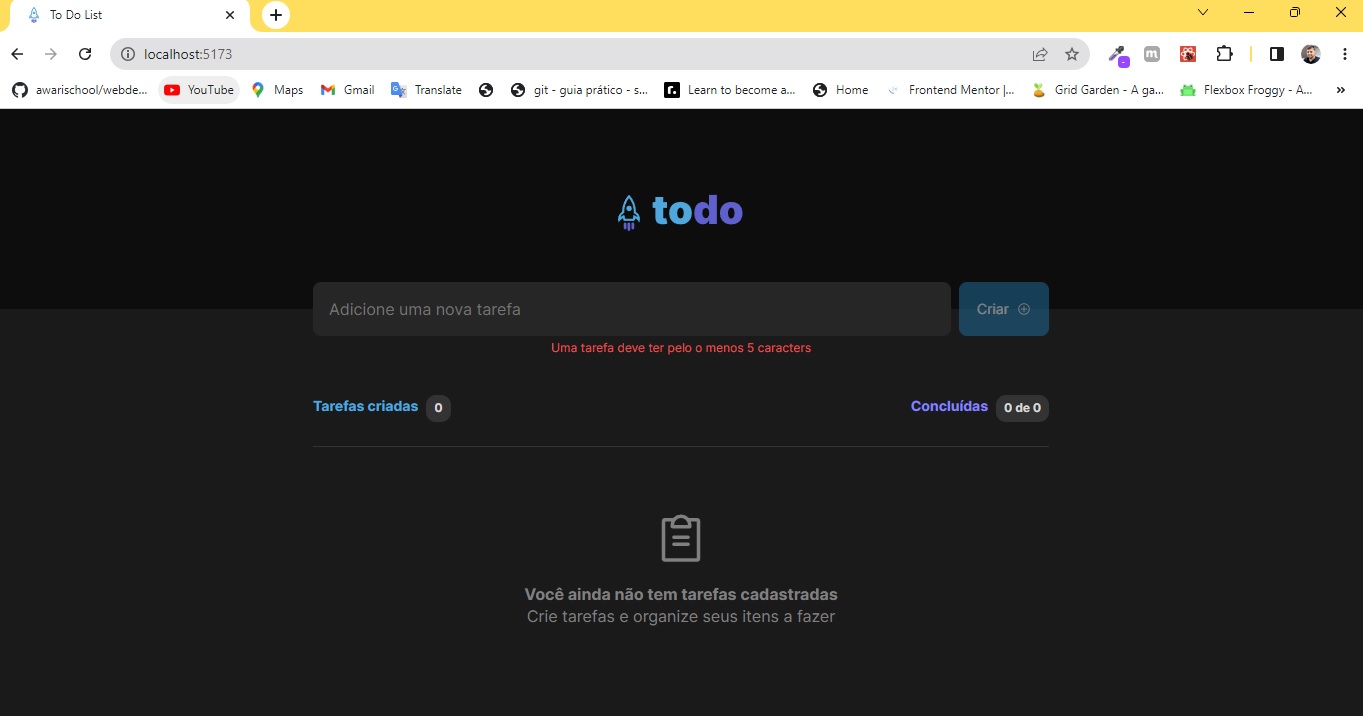 To Do List
localhost:5173
awarischool/webde... YouTube Maps Gmail Translate git - guia prático - s... Learn to become a... Home Frontend Mentor |... Grid Garden - A ga... Flexbox Froggy - A... »
todo
Adicione uma nova tarefa Criar
Uma tarefa deve ter pelo o menos 5 caracters
Tarefas criadas 0 Concluídas 0 de 0
Você ainda não tem tarefas cadastradas
Crie tarefas e organize seus itens a fazer